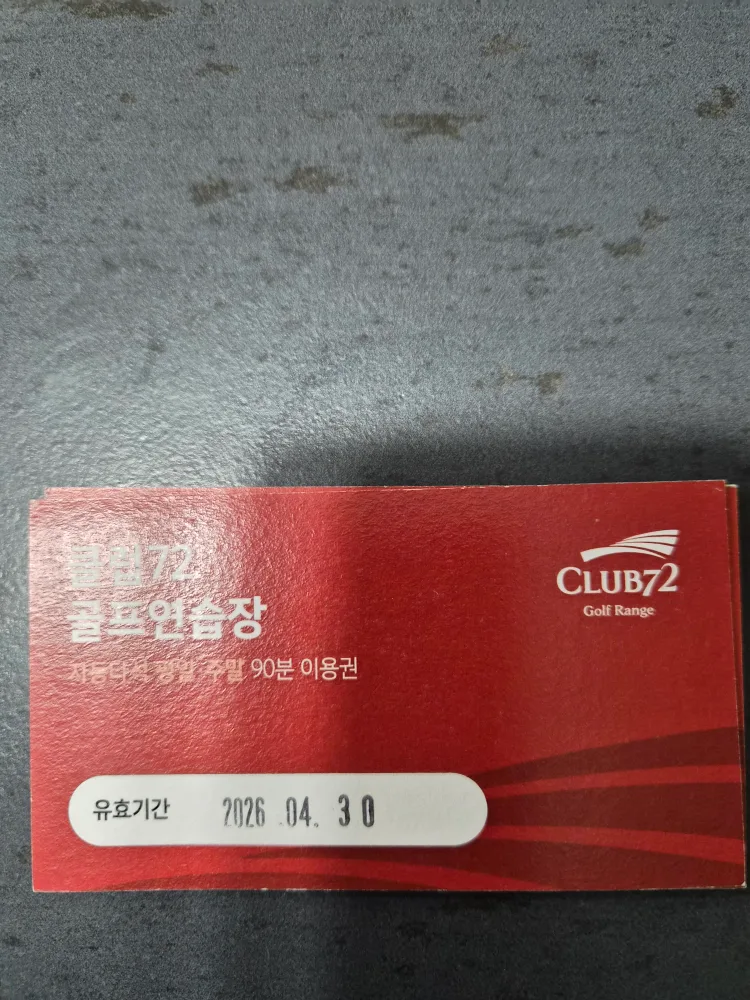 클럽72
골프연습장
자동타석 평일 주말 90분 이용권
CLUB72
Golf Range
유효기간 2026 .04. 30